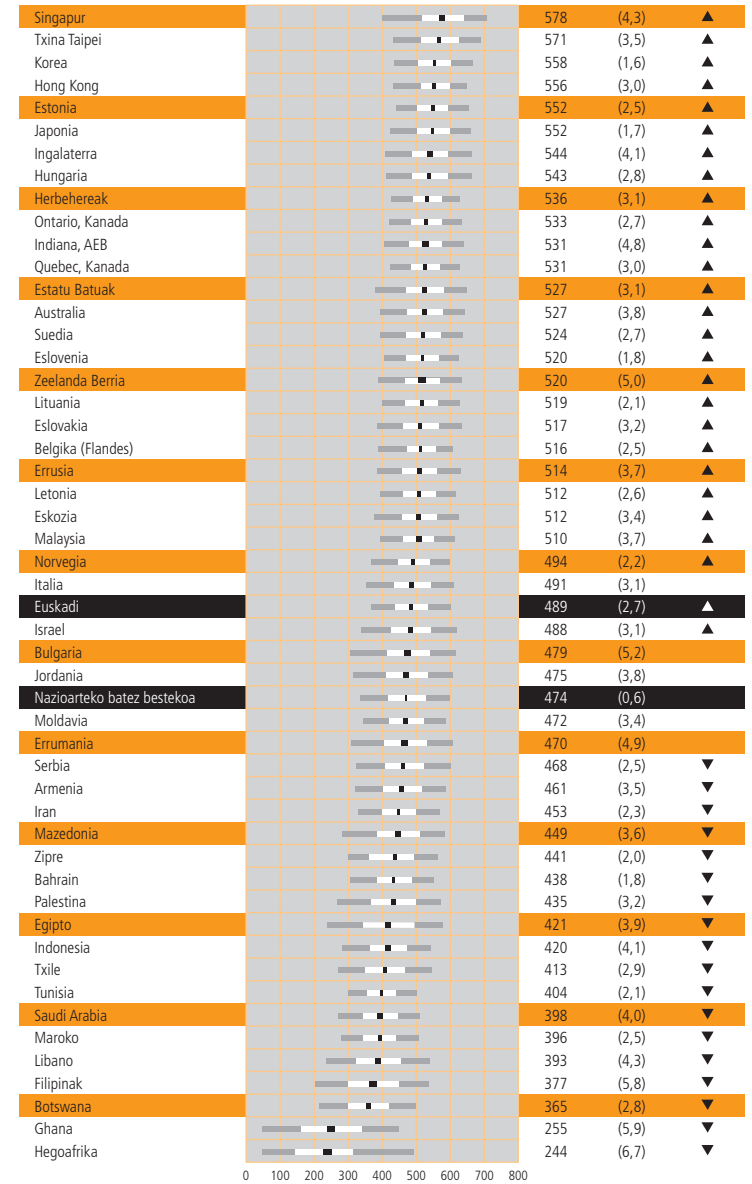 Singapur 578 (4,3) ▲
Txina Taipei 571 (3,5) ▲
Korea 558 (1,6) ▲
Hong Kong 556 (3,0) ▲
Estonia 552 (2,5) ▲
Japonia 552 (1,7) ▲
Ingalaterra 544 (4,1) ▲
Hungaria 543 (2,8) ▲
Herbehereak 536 (3,1) ▲
Ontario, Kanada 533 (2,7) ▲
Indiana, AEB 531 (4,8) ▲
Quebec, Kanada 531 (3,0) ▲
Estatu Batuak 527 (3,1) ▲
Australia 527 (3,8) ▲
Suedia 524 (2,7) ▲
Eslovenia 520 (1,8) ▲
Zeelanda Berria 520 (5,0) ▲
Lituania 519 (2,1) ▲
Eslovakia 517 (3,2) ▲
Belgika (Flandes) 516 (2,5) ▲
Errusia 514 (3,7) ▲
Letonia 512 (2,6) ▲
Eskozia 512 (3,4) ▲
Malaysia 510 (3,7) ▲
Norvegia 494 (2,2) ▲
Italia 491 (3,1)
Euskadi 489 (2,7) ▲
Israel 488 (3,1) ▲
Bulgaria 479 (5,2)
Jordania 475 (3,8)
Nazioarteko batez bestekoa 474 (0,6)
Moldavia 472 (3,4)
Errumania 470 (4,9)
Serbia 468 (2,5) ▼
Armenia 461 (3,5) ▼
Iran 453 (2,3) ▼
Mazedonia 449 (3,6) ▼
Zipre 441 (2,0) ▼
Bahrain 438 (1,8) ▼
Palestina 435 (3,2) ▼
Egipto 421 (3,9) ▼
Indonesia 420 (4,1) ▼
Txile 413 (2,9) ▼
Tunisia 404 (2,1) ▼
Saudi Arabia 398 (4,0) ▼
Maroko 396 (2,5) ▼
Libano 393 (4,3) ▼
Filipinak 377 (5,8) ▼
Botswana 365 (2,8) ▼
Ghana 255 (5,9) ▼
Hegoafrika 244 (6,7) ▼
0 100 200 300 400 500 600 700 800